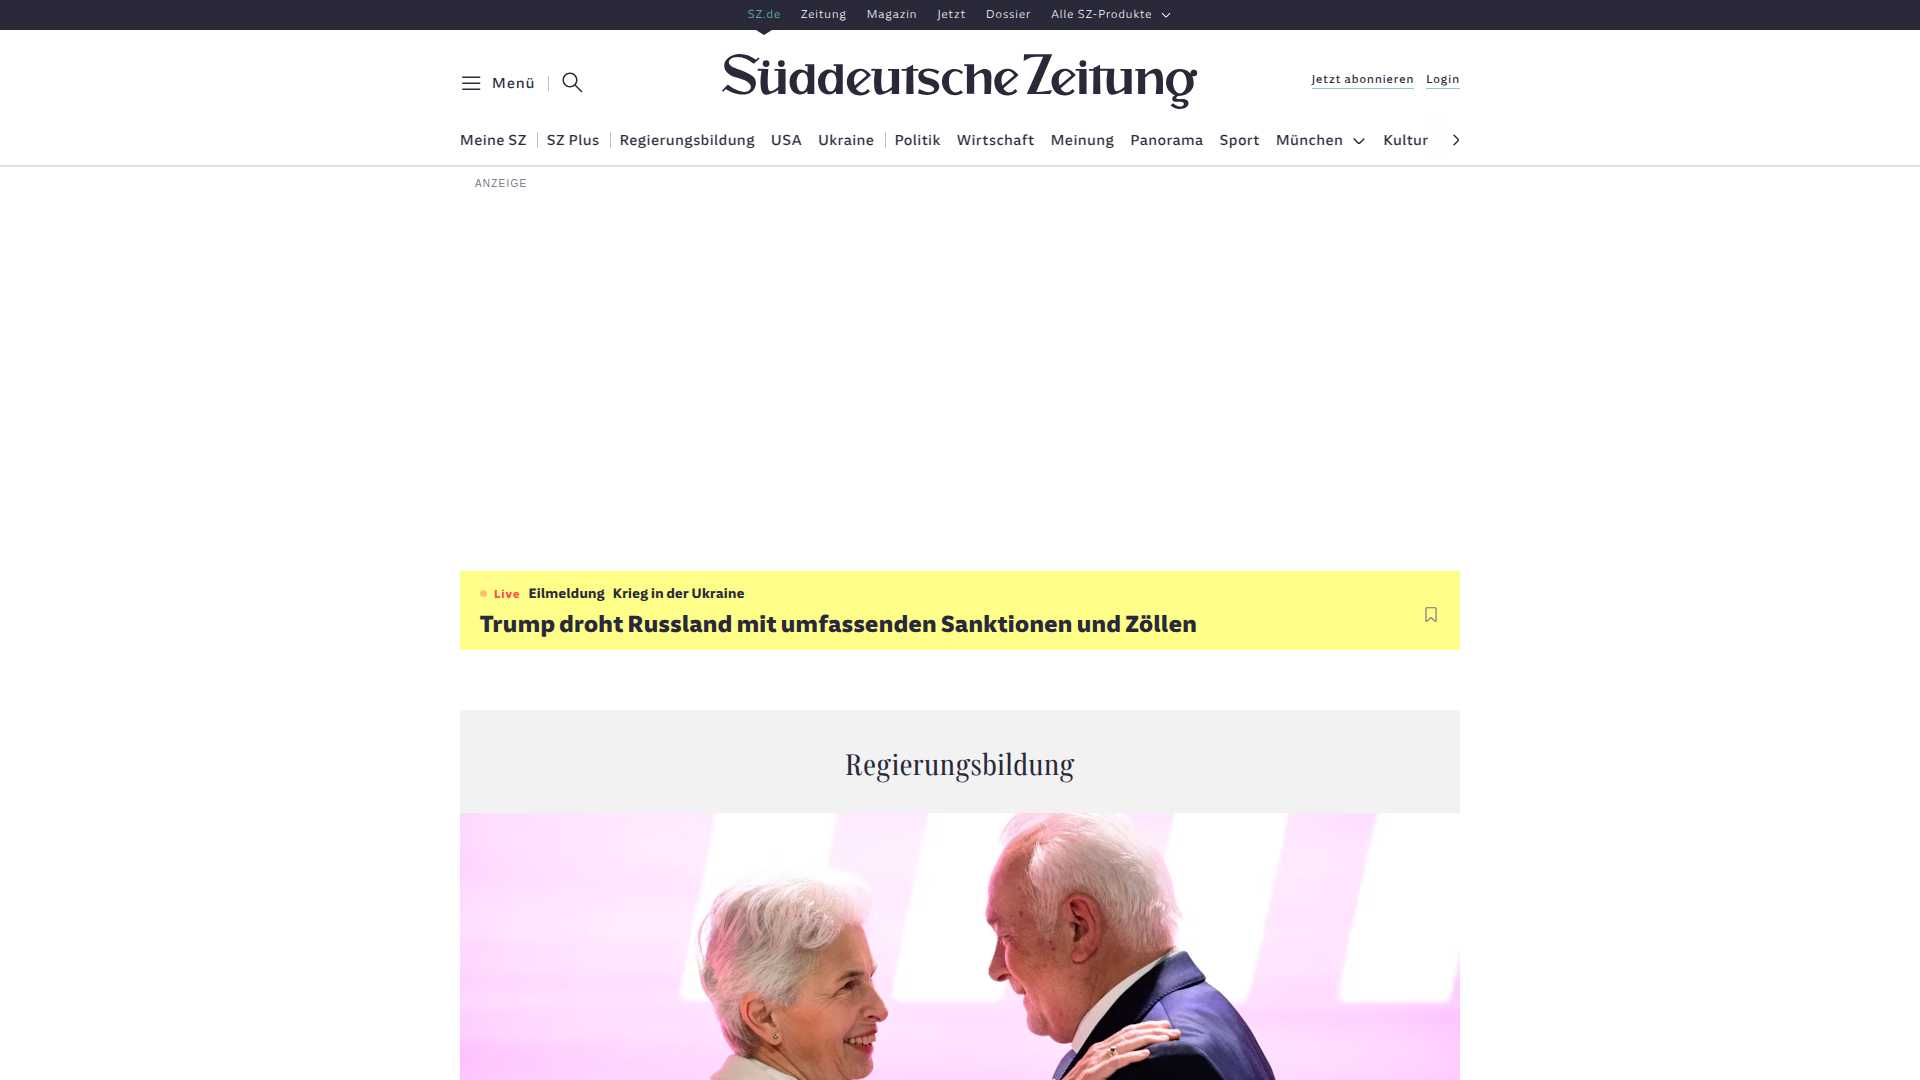 SZ.de Zeitung Magazin Jetzt Dossier Alle SZ-Produkte
Menü
Süddeutsche Zeitung
Jetzt abonnieren Login
Meine SZ SZ Plus Regierungsbildung USA Ukraine Politik Wirtschaft Meinung Panorama Sport München Kultur
ANZEIGE
Live Eilmeldung Krieg in der Ukraine
Trump droht Russland mit umfassenden Sanktionen und Zöllen
Regierungsbildung